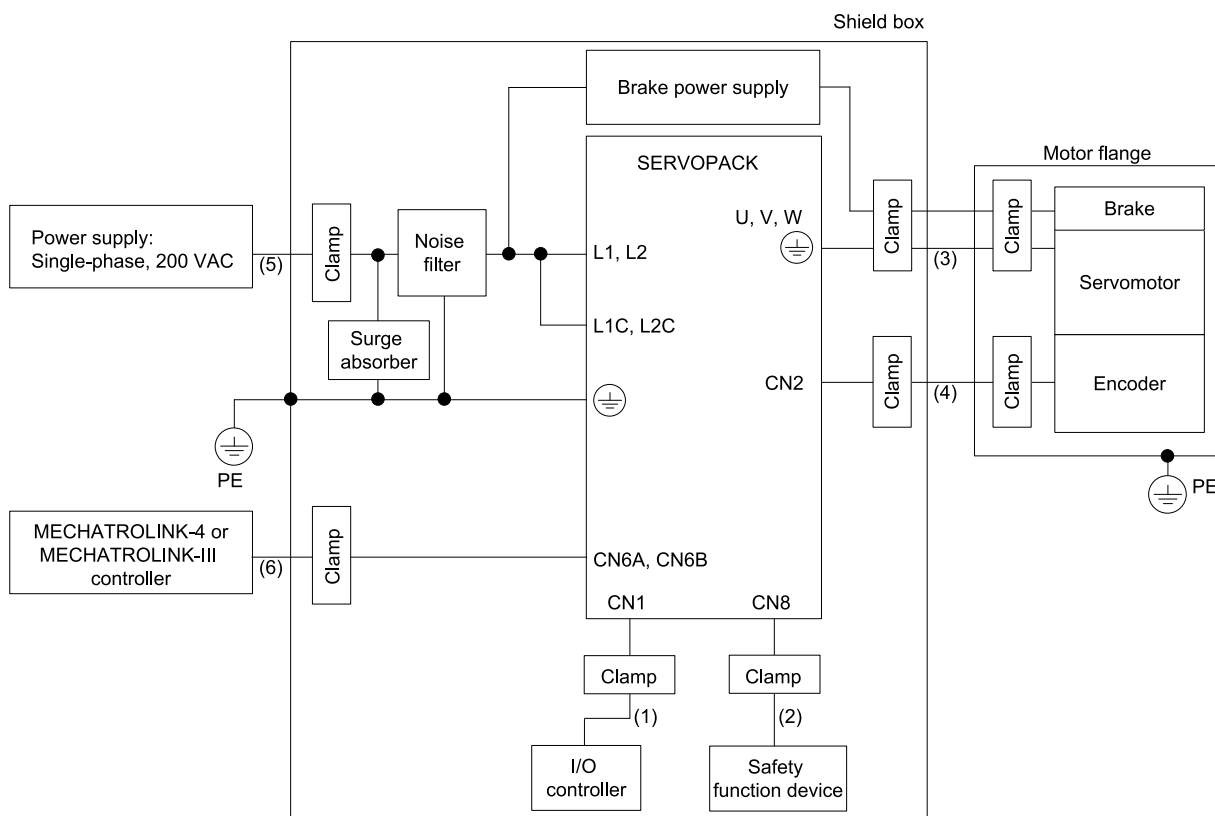 Shield box
Brake power supply
SERVOPACK
Motor flange
Power supply:
Single-phase, 200 VAC
(5)
Clamp
Noise
filter
L1, L2
U, V, W
Clamp
(3)
Clamp
Brake
Servomotor
Surge
absorber
L1C, L2C
CN2
Clamp
(4)
Clamp
Encoder
PE
PE
MECHATROLINK-4 or
MECHATROLINK-III
controller
(6)
Clamp
CN6A, CN6B
CN1
CN8
Clamp
Clamp
(1)
(2)
I/O
controller
Safety
function device